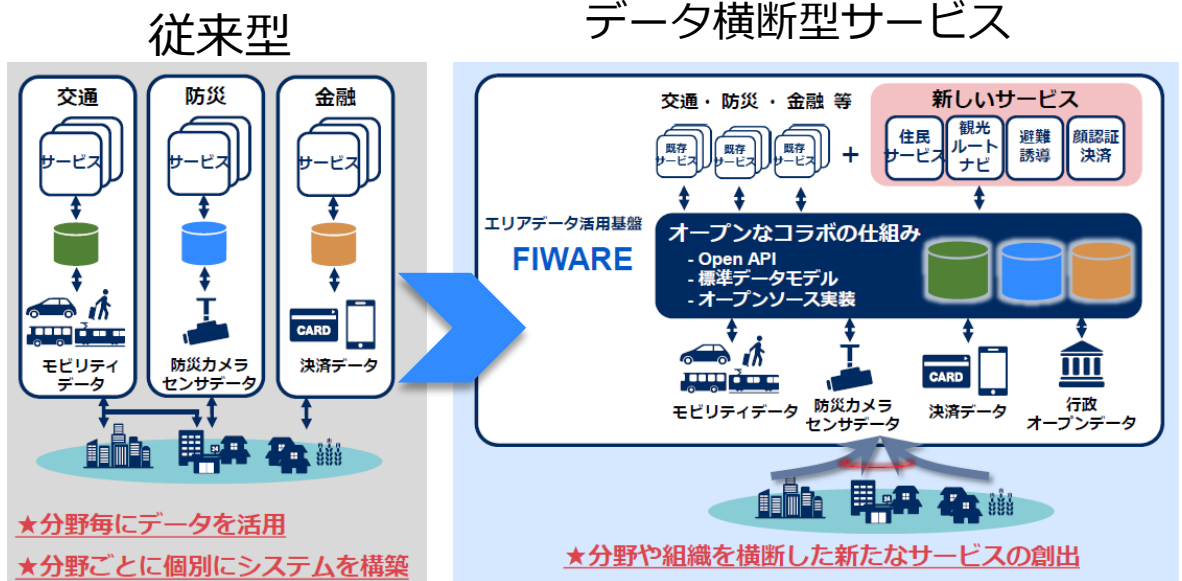 従来型
データ横断型サービス
交通
防災
金融
サービス
サービス
サービス
モビリティ
データ
防災カメラ
センサデータ
CARD
決済データ
★分野毎にデータを活用
★分野ごとに個別にシステムを構築
交通・防災・金融 等
既存
サービス
既存
サービス
既存
サービス
+
新しいサービス
住民
サービス
観光
ルート
ナビ
避難
誘導
顔認証
決済
エリアデータ活用基盤
FIWARE
オープンなコラボの仕組み
- Open API
- 標準データモデル
- オープンソース実装
モビリティデータ
防災カメラ
センサデータ
CARD
決済データ
行政
オープンデータ
★分野や組織を横断した新たなサービスの創出